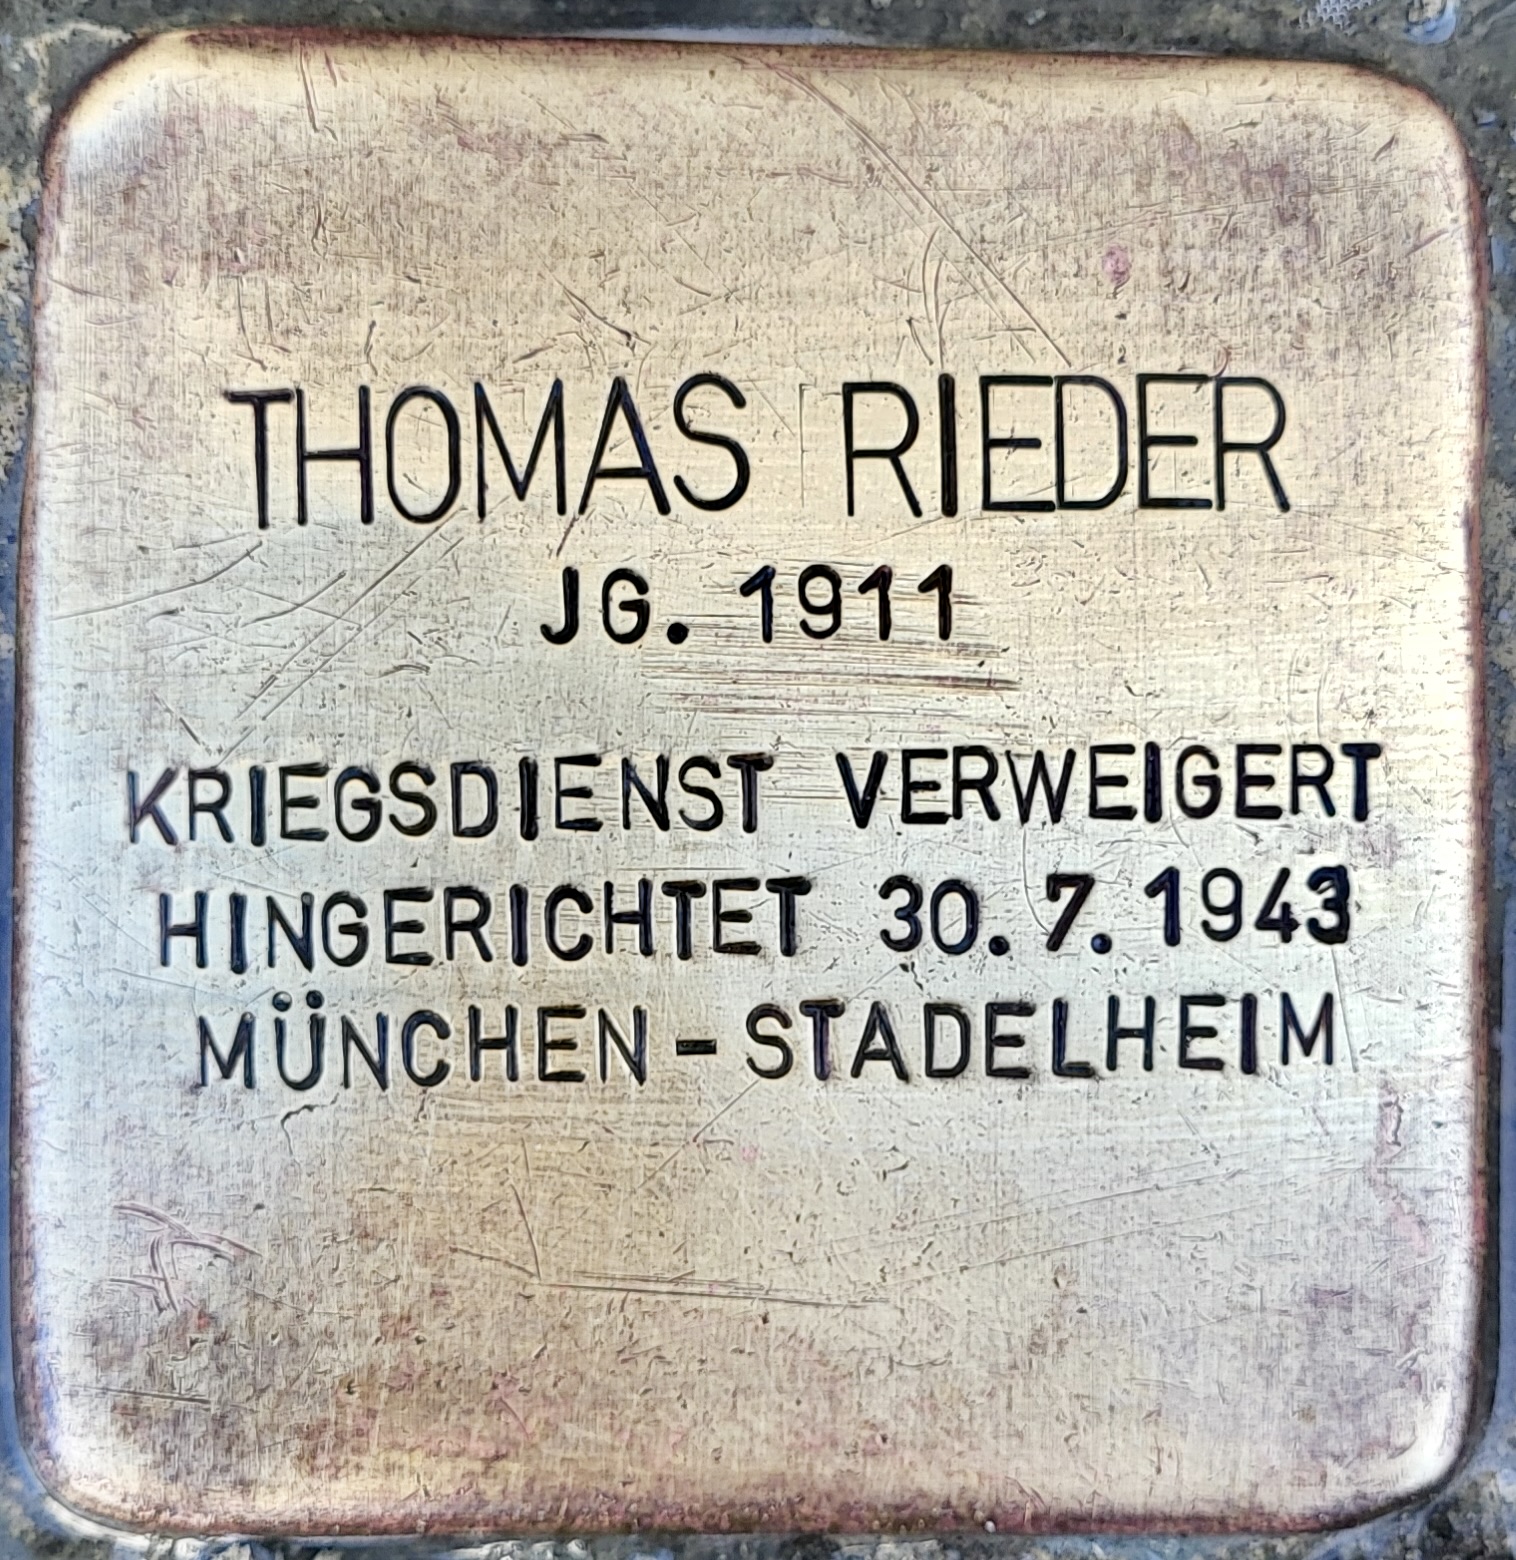 THOMAS RIEDER
JG. 1911
KRIEGSDIENST VERWEIGERT
HINGERICHTET 30.7.1943
MÜNCHEN-STADELHEIM